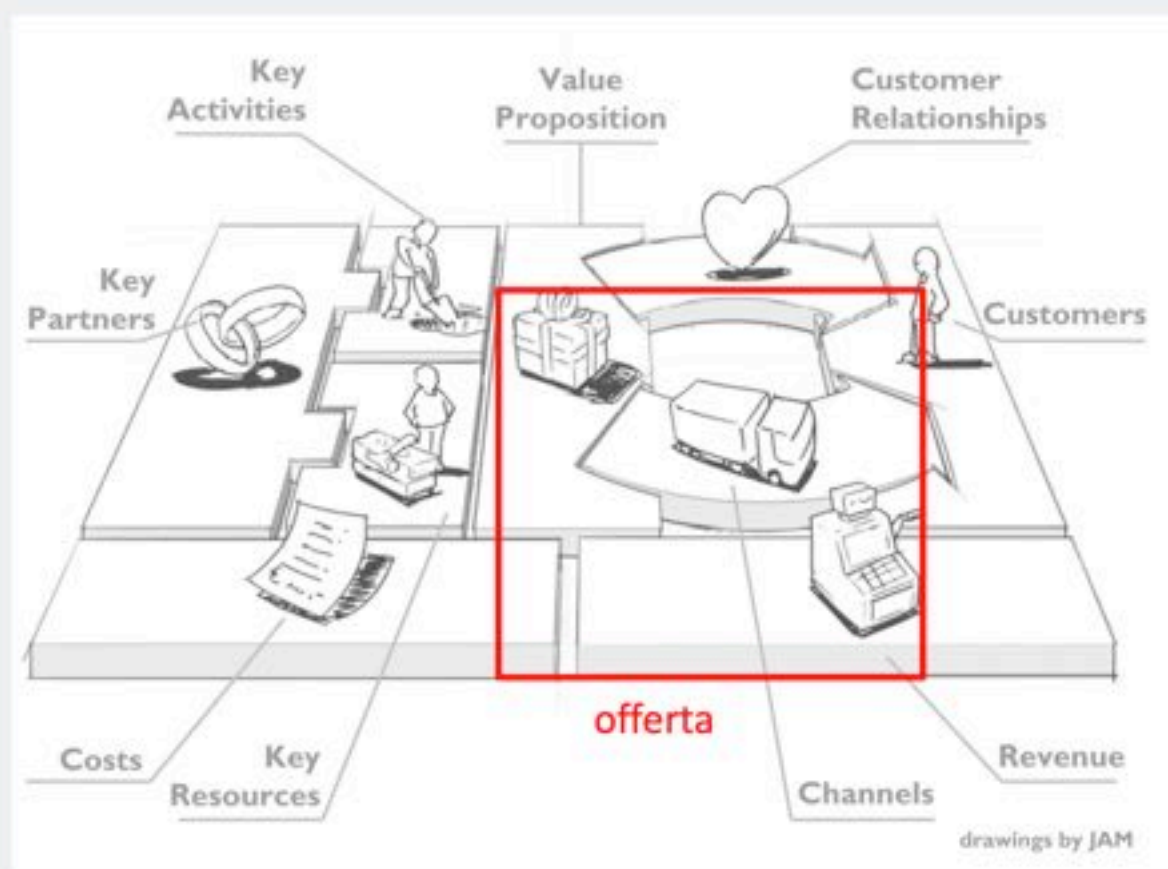 Key
Activities
Value
Proposition
Customer
Relationships
Key
Partners
Customers
offerta
Costs
Key
Resources
Channels
Revenue
drawings by JAM